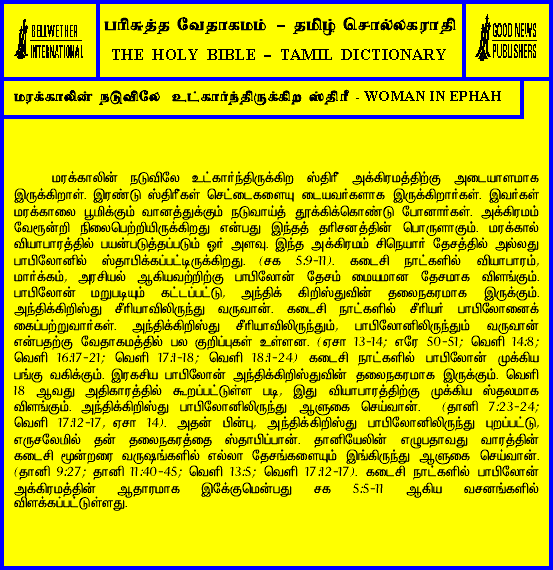 BELLWETHER
INTERNATIONAL
பரிசுத்த வேதாகமம் – தமிழ் சொல்லகராதி
THE HOLY BIBLE – TAMIL DICTIONARY
GOOD NEWS
PUBLISHERS
மரக்காலின் நடுவிலே உட்கார்ந்திருக்கிற ஸ்திரீ - WOMAN IN EPHAH
மரக்காலின் நடுவிலே உட்கார்ந்திருக்கிற ஸ்திரீ அக்கிரமத்திற்கு அடையாளமாக
இருக்கிறாள். இரண்டு ஸ்திரீகள் செட்டைகளையு டையவர்களாக இருக்கிறார்கள். இவர்கள்
மரக்காலை பூமிக்கும் வானத்துக்கும் நடுவாய்த் தூக்கிக்கொண்டு போனார்கள். அக்கிரமம்
வேரூன்றி நிலைபெற்றிருக்கிறது என்பது இந்தத் தரிசனத்தின் பொருளாகும். மரக்கால்
வியாபாரத்தில் பயன்படுத்தப்படும் ஓர் அளவு. இந்த அக்கிரமம் சிநெயார் தேசத்தில் அல்லது
பாபிலோனில் ஸ்தாபிக்கப்பட்டிருக்கிறது. (சக 5:9-11). கடைசி நாட்களில் வியாபாரம்,
மார்க்கம், அரசியல் ஆகியவற்றிற்கு பாபிலோன் தேசம் மையமான தேசமாக விளங்கும்.
பாபிலோன் மறுபடியும் கட்டப்பட்டு, அந்திக் கிறிஸ்துவின் தலைநகரமாக இருக்கும்.
அந்திக்கிறிஸ்து சீரியாவிலிருந்து வருவான். கடைசி நாட்களில் சீரியர் பாபிலோனைக்
கைப்பற்றுவார்கள். அந்திக்கிறிஸ்து சீரியாவிலிருந்தும், பாபிலோனிலிருந்தும் வருவான்
என்பதற்கு வேதாகமத்தில் பல குறிப்புகள் உள்ளன. (ஏசா 13-14; எரே 50-51; வெளி 14:8;
வெளி 16:17-21; வெளி 17:1-18; வெளி 18:1-24) கடைசி நாட்களில் பாபிலோன் முக்கிய
பங்கு வகிக்கும். இரகசிய பாபிலோன் அந்திக்கிறிஸ்துவின் தலைநகரமாக இருக்கும். வெளி
18 ஆவது அதிகாரத்தில் கூறப்பட்டுள்ள படி, இது வியாபாரத்திற்கு முக்கிய ஸ்தலமாக
விளங்கும். அந்திக்கிறிஸ்து பாபிலோனிலிருந்து ஆளுகை செய்வான். (தானி 7:23-24;
வெளி 17:12-17, ஏசா 14). அதன் பின்பு, அந்திக்கிறிஸ்து பாபிலோனிலிருந்து புறப்பட்டு,
எருசலேமில் தன் தலைநகரத்தை ஸ்தாபிப்பான். தானியேலின் எழுபதாவது வாரத்தின்
கடைசி மூன்றரை வருஷங்களில் எல்லா தேசங்களையும் இங்கிருந்து ஆளுகை செய்வான்.
(தானி 9:27; தானி 11:40-45; வெளி 13:5; வெளி 17:12-17). கடைசி நாட்களில் பாபிலோன்
அக்கிரமத்தின் ஆதாரமாக இக்கேுமென்பது சக 5:5-11 ஆகிய வசனங்களில்
விளக்கப்பட்டுள்ளது.